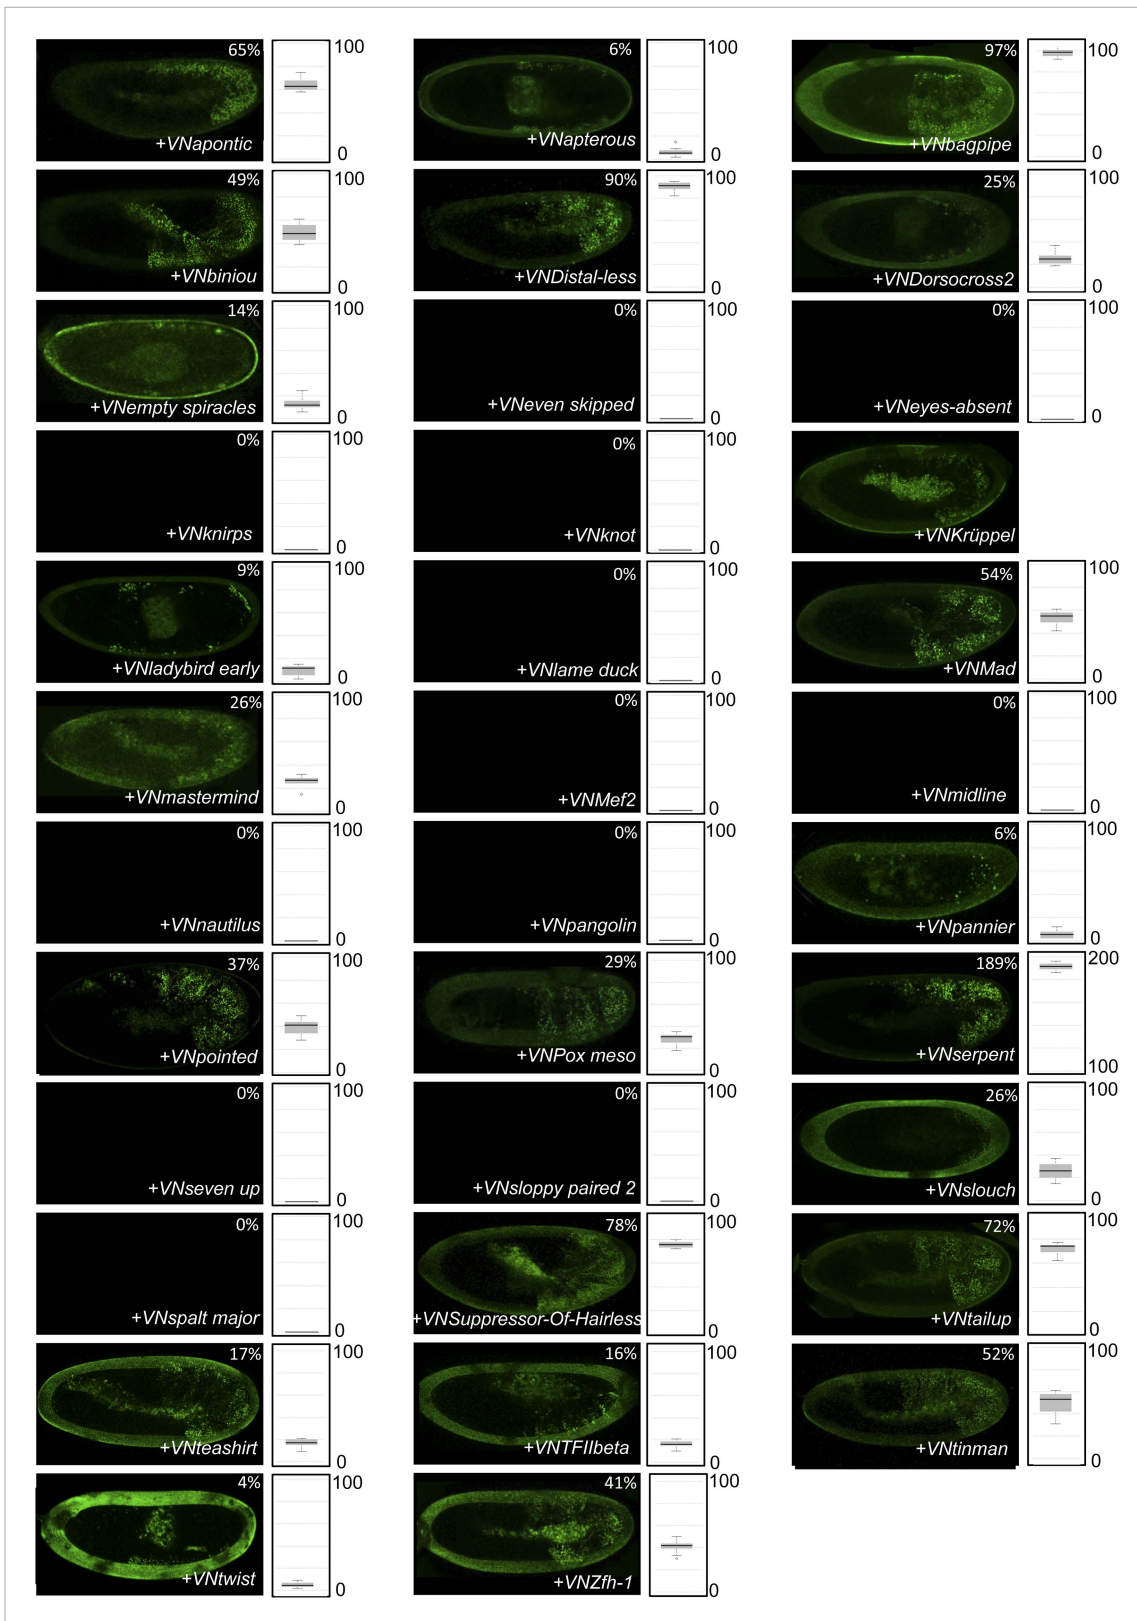 65% 100
+VNapontic 0
6% 100
+VNapterous 0
97% 100
+VNbagpipe 0
49% 100
+VNbiniou 0
90% 100
+VNDistal-less 0
25% 100
+VNDorsocross2 0
14% 100
+VNempty spiracles 0
0% 100
+VNeven skipped 0
0% 100
+VNeyes-absent 0
0% 100
+VNknirps 0
0% 100
+VNknot 0
+VNKrüppel
9% 100
+VNladybird early 0
0% 100
+VNlame duck 0
54% 100
+VNMad 0
26% 100
+VNmastermind 0
0% 100
+VNMef2 0
0% 100
+VNmidline 0
0% 100
+VNnautilus 0
0% 100
+VNpangolin 0
6% 100
+VNpannier 0
37% 100
+VNpointed 0
29% 100
+VNPox meso 0
189% 200
+VNserpent 100
0% 100
+VNseven up 0
0% 100
+VNsloppy paired 2 0
26% 100
+VNslouch 0
0% 100
+VNspalt major 0
78% 100
+VNSuppressor-Of-Hairless 0
72% 100
+VNtailup 0
17% 100
+VNteashirt 0
16% 100
+VNTFIIbeta 0
52% 100
+VNtinman 0
4% 100
+VNtwist 0
41% 100
+VNZfh-1 0